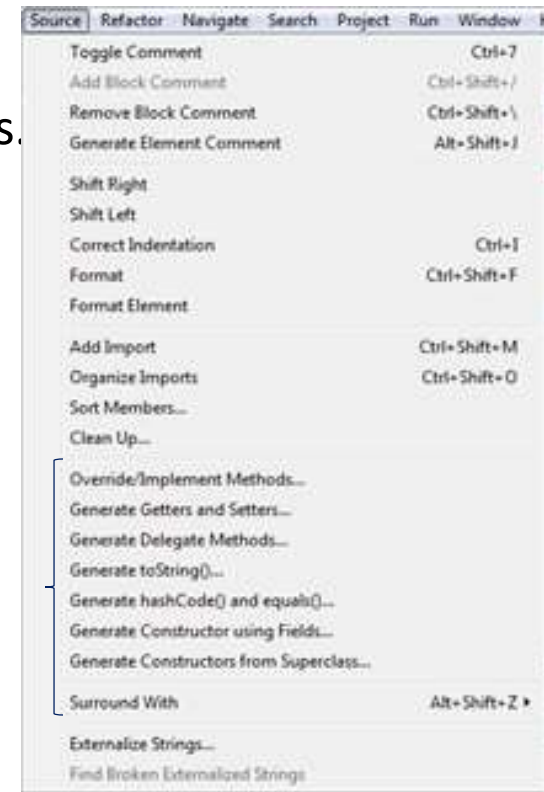 Source Refactor Navigate Search Project Run Window
s.
Toggle Comment Ctrl+7
Add Block Comment Ctrl+Shift+/
Remove Block Comment Ctrl+Shift+\
Generate Element Comment Alt+Shift+J
Shift Right
Shift Left
Correct Indentation Ctrl+I
Format Ctrl+Shift+F
Format Element
Add Import Ctrl+Shift+M
Organize Imports Ctrl+Shift+O
Sort Members...
Clean Up...
Override/Implement Methods...
Generate Getters and Setters...
Generate Delegate Methods...
Generate toString()...
Generate hashCode() and equals()...
Generate Constructor using Fields...
Generate Constructors from Superclass...
Surround With Alt+Shift+Z
Externalize Strings...
Find Broken Externalized Strings